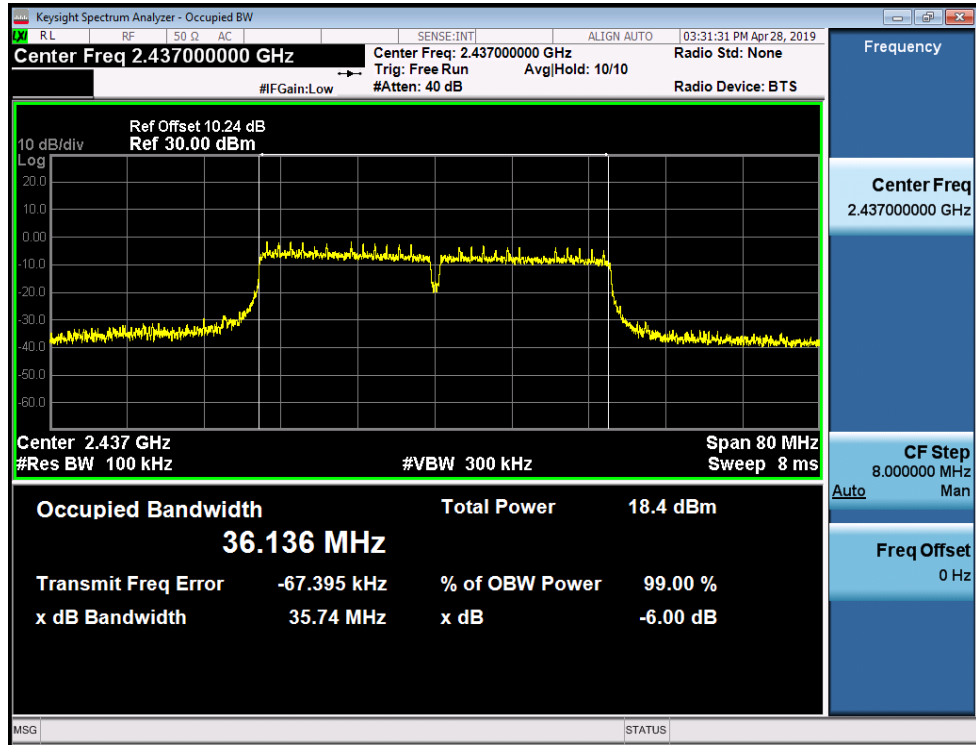 Keysight Spectrum Analyzer - Occupied BW
LXI RL RF 50 Ω AC SENSE:INT ALIGN AUTO 03:31:31 PM Apr 28, 2019
Center Freq 2.437000000 GHz
Center Freq: 2.437000000 GHz Radio Std: None
Trig: Free Run Avg|Hold: 10/10
#IFGain:Low #Atten: 40 dB Radio Device: BTS
Ref Offset 10.24 dB
10 dB/div Ref 30.00 dBm
Log
20.0
10.0
0.00
-10.0
-20.0
-30.0
-40.0
-50.0
-60.0
Center 2.437 GHz Span 80 MHz
#Res BW 100 kHz #VBW 300 kHz Sweep 8 ms
Occupied Bandwidth Total Power 18.4 dBm
36.136 MHz
Transmit Freq Error -67.395 kHz % of OBW Power 99.00 %
x dB Bandwidth 35.74 MHz x dB -6.00 dB
MSG STATUS
Frequency
Center Freq
2.437000000 GHz
CF Step
8.000000 MHz
Auto Man
Freq Offset
0 Hz